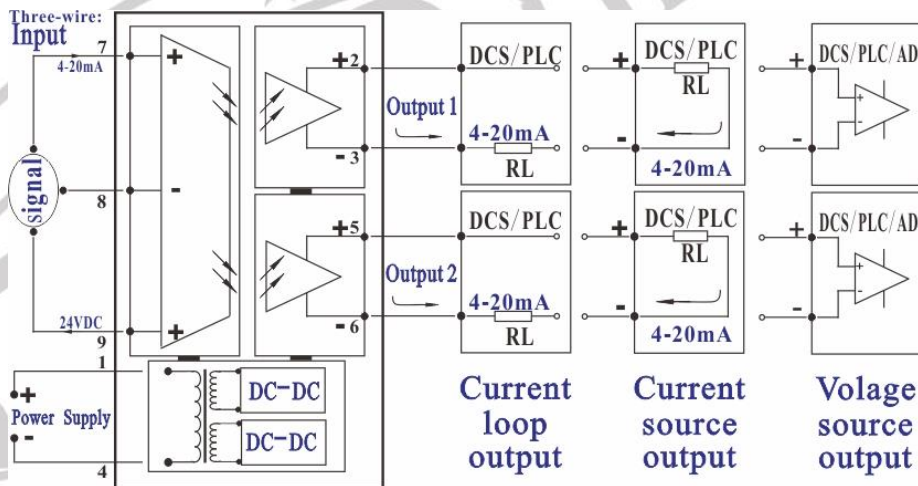 Three-wire:
Input
7
4-20mA
+
signal
8
-
24VDC
9
+
1
+
Power Supply
-
4
DC-DC
DC-DC
+2
-3
Output 1
+5
-6
Output 2
DCS/PLC
4-20mA
RL
DCS/PLC
4-20mA
RL
Current
loop
output
+
DCS/PLC
RL
-
4-20mA
+
DCS/PLC
RL
-
4-20mA
Current
source
output
+
DCS/PLC/AD
+
-
-
+
DCS/PLC/AD
+
-
-
Volage
source
output